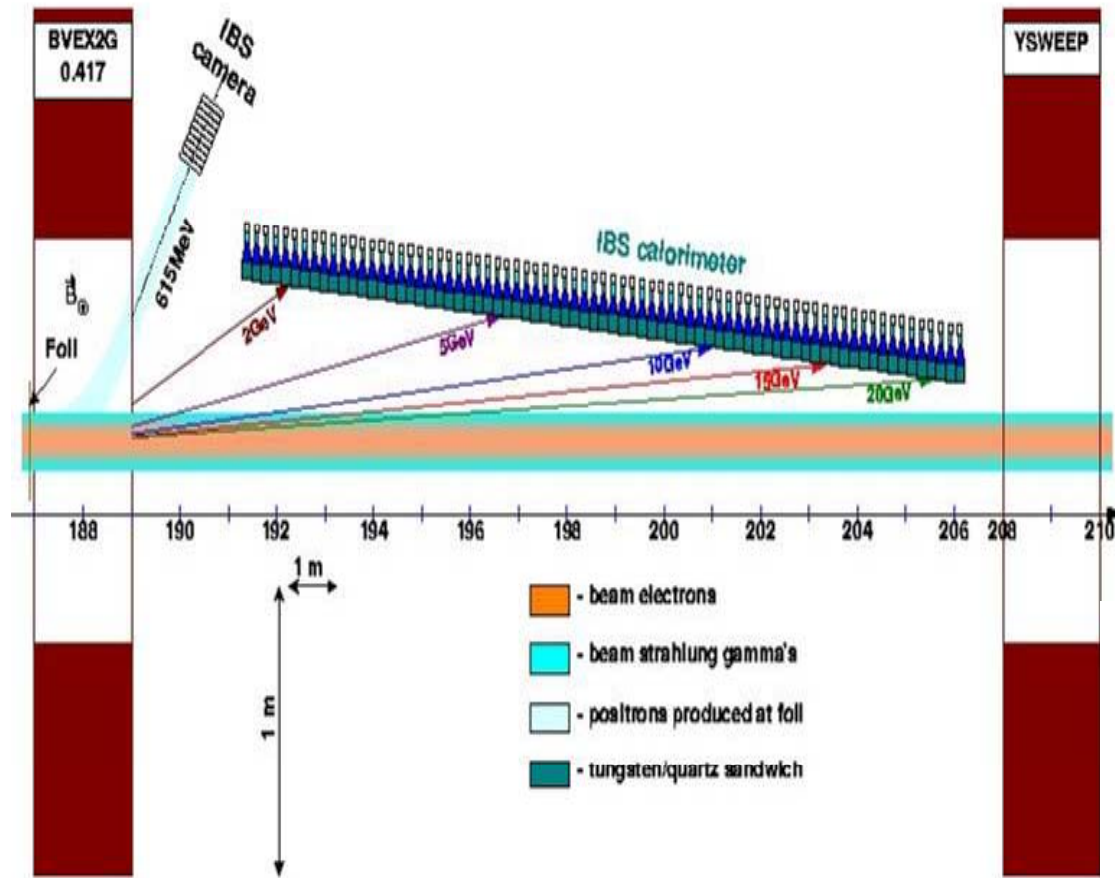 BVEX2G
0.417
IBS
camera
YSWEEP
615MeV
IBS calorimeter
B
Foil
2GeV
5GeV
10GeV
15GeV
20GeV
188 190 192 194 196 198 200 202 204 206 208 210
1 m
1 m
- beam electrons
- beam strahlung gamma's
- positrons produced at foil
- tungsten/quartz sandwich